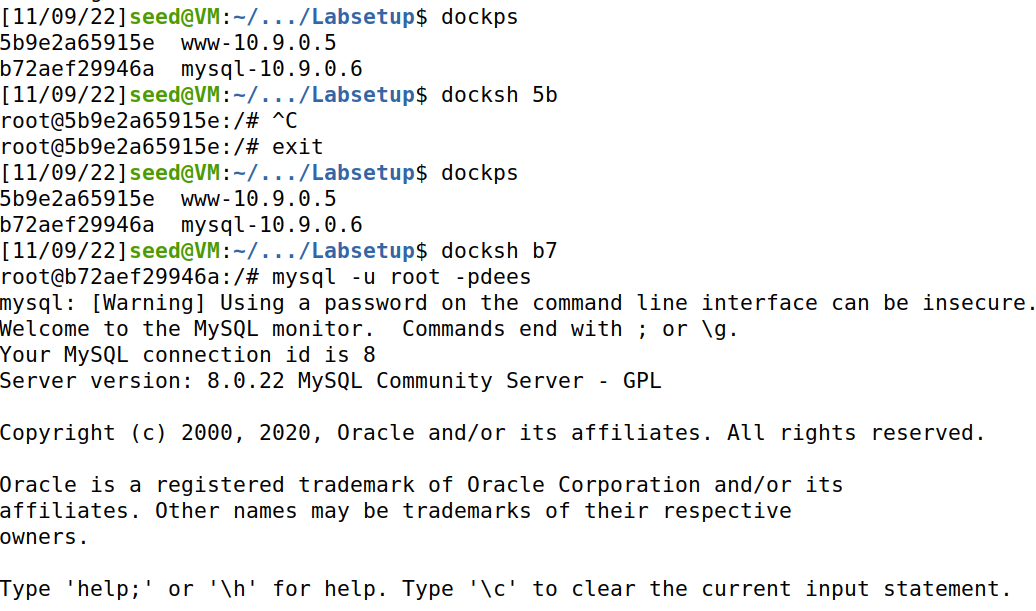 [11/09/22]seed@VM:~/.../Labsetup$ dockps
5b9e2a65915e  www-10.9.0.5
b72aef29946a  mysql-10.9.0.6
[11/09/22]seed@VM:~/.../Labsetup$ docksh 5b
root@5b9e2a65915e:/# ^C
root@5b9e2a65915e:/# exit
[11/09/22]seed@VM:~/.../Labsetup$ dockps
5b9e2a65915e  www-10.9.0.5
b72aef29946a  mysql-10.9.0.6
[11/09/22]seed@VM:~/.../Labsetup$ docksh b7
root@b72aef29946a:/# mysql -u root -pdees
mysql: [Warning] Using a password on the command line interface can be insecure.
Welcome to the MySQL monitor.  Commands end with ; or \g.
Your MySQL connection id is 8
Server version: 8.0.22 MySQL Community Server - GPL

Copyright (c) 2000, 2020, Oracle and/or its affiliates. All rights reserved.

Oracle is a registered trademark of Oracle Corporation and/or its
affiliates. Other names may be trademarks of their respective
owners.

Type 'help;' or '\h' for help. Type '\c' to clear the current input statement.